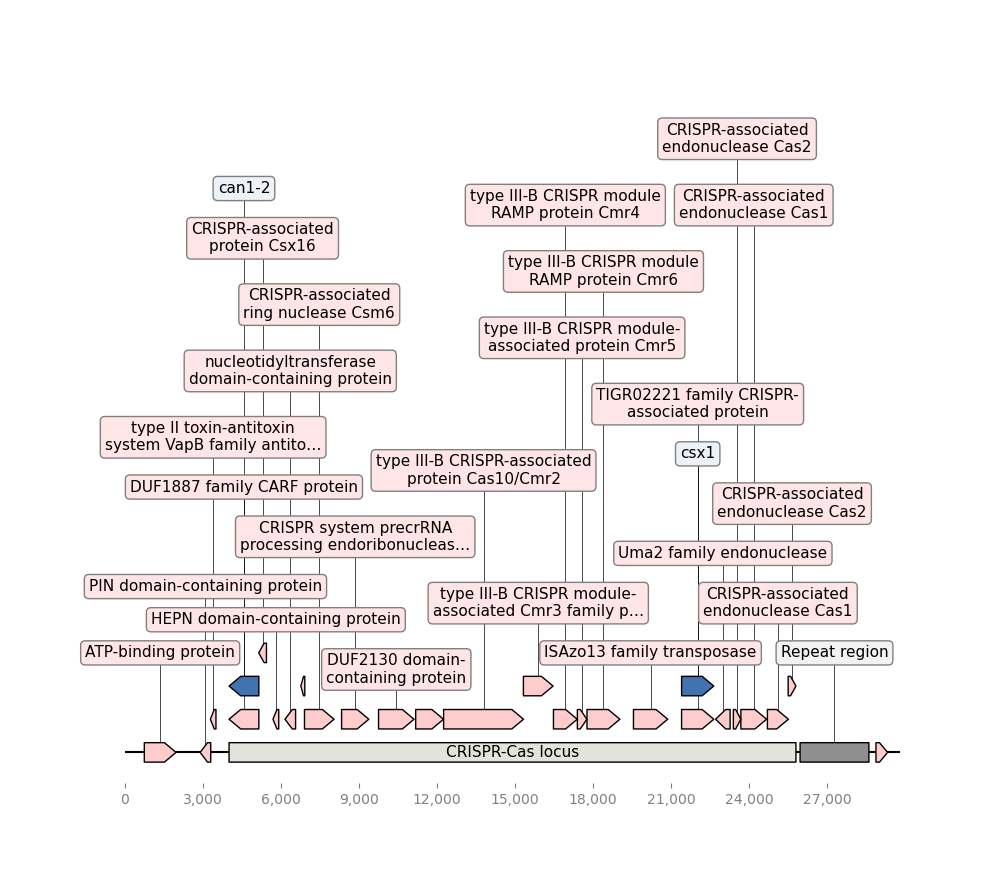 CRISPR-associated
endonuclease Cas2
can1-2
type III-B CRISPR module
RAMP protein Cmr4
CRISPR-associated
endonuclease Cas1
CRISPR-associated
protein Csx16
type III-B CRISPR module
RAMP protein Cmr6
CRISPR-associated
ring nuclease Csm6
type III-B CRISPR module-
associated protein Cmr5
nucleotidyltransferase
domain-containing protein
TIGR02221 family CRISPR-
associated protein
type II toxin-antitoxin
system VapB family antito…
csx1
type III-B CRISPR-associated
protein Cas10/Cmr2
DUF1887 family CARF protein
CRISPR-associated
endonuclease Cas2
CRISPR system precrRNA
processing endoribonucleas…
Uma2 family endonuclease
PIN domain-containing protein
type III-B CRISPR module-
associated Cmr3 family p…
CRISPR-associated
endonuclease Cas1
HEPN domain-containing protein
ATP-binding protein
ISAzo13 family transposase
Repeat region
DUF2130 domain-
containing protein
CRISPR-Cas locus
0 3,000 6,000 9,000 12,000 15,000 18,000 21,000 24,000 27,000